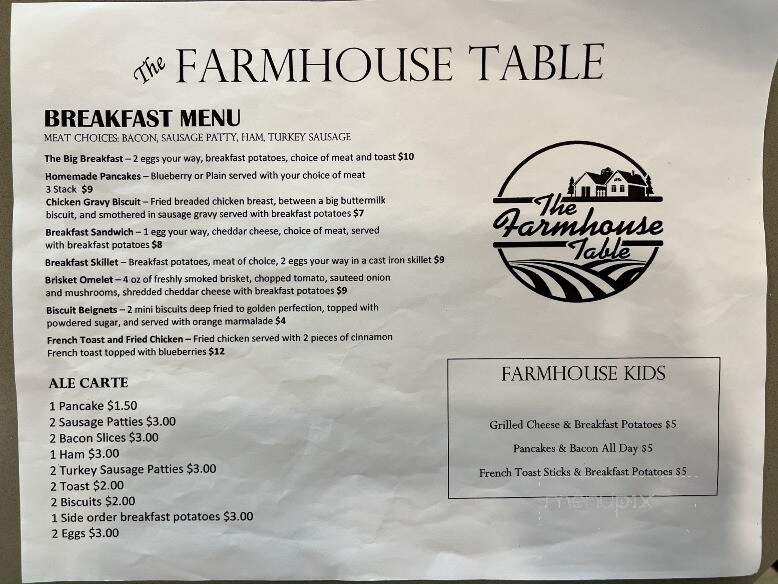 The FARMHOUSE TABLE
BREAKFAST MENU
MEAT CHOICES: BACON, SAUSAGE PATTY, HAM, TURKEY SAUSAGE
The Big Breakfast – 2 eggs your way, breakfast potatoes, choice of meat and toast $10
Homemade Pancakes – Blueberry or Plain served with your choice of meat
3 Stack $9
Chicken Gravy Biscuit – Fried breaded chicken breast, between a big buttermilk
biscuit, and smothered in sausage gravy served with breakfast potatoes $7
Breakfast Sandwich – 1 egg your way, cheddar cheese, choice of meat, served
with breakfast potatoes $8
Breakfast Skillet – Breakfast potatoes, meat of choice, 2 eggs your way in a cast iron skillet $9
Brisket Omelet – 4 oz of freshly smoked brisket, chopped tomato, sauteed onion
and mushrooms, shredded cheddar cheese with breakfast potatoes $9
Biscuit Beignets – 2 mini biscuits deep fried to golden perfection, topped with
powdered sugar, and served with orange marmalade $4
French Toast and Fried Chicken – Fried chicken served with 2 pieces of cinnamon
French toast topped with blueberries $12
The
Farmhouse
Table
ALE CARTE
1 Pancake $1.50
2 Sausage Patties $3.00
2 Bacon Slices $3.00
1 Ham $3.00
2 Turkey Sausage Patties $3.00
2 Toast $2.00
2 Biscuits $2.00
1 Side order breakfast potatoes $3.00
2 Eggs $3.00
FARMHOUSE KIDS
Grilled Cheese & Breakfast Potatoes $5
Pancakes & Bacon All Day $5
French Toast Sticks & Breakfast Potatoes $5